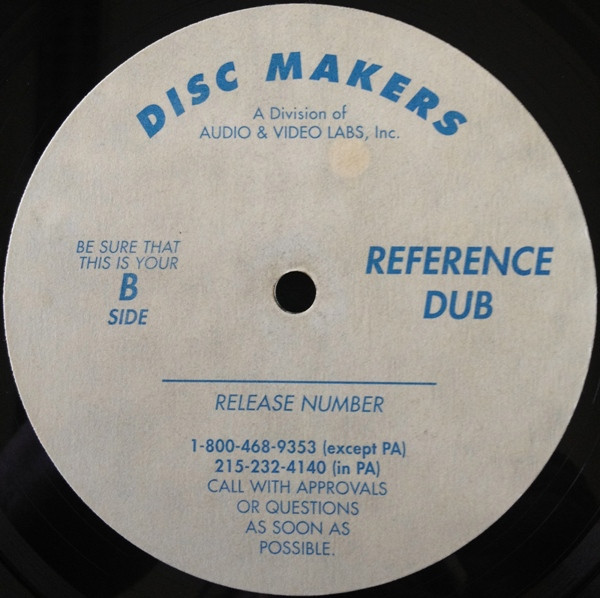 DISC MAKERS
A Division of
AUDIO & VIDEO LABS, Inc.
BE SURE THAT
THIS IS YOUR
B
SIDE
REFERENCE
DUB
RELEASE NUMBER
1-800-468-9353 (except PA)
215-232-4140 (in PA)
CALL WITH APPROVALS
OR QUESTIONS
AS SOON AS
POSSIBLE.